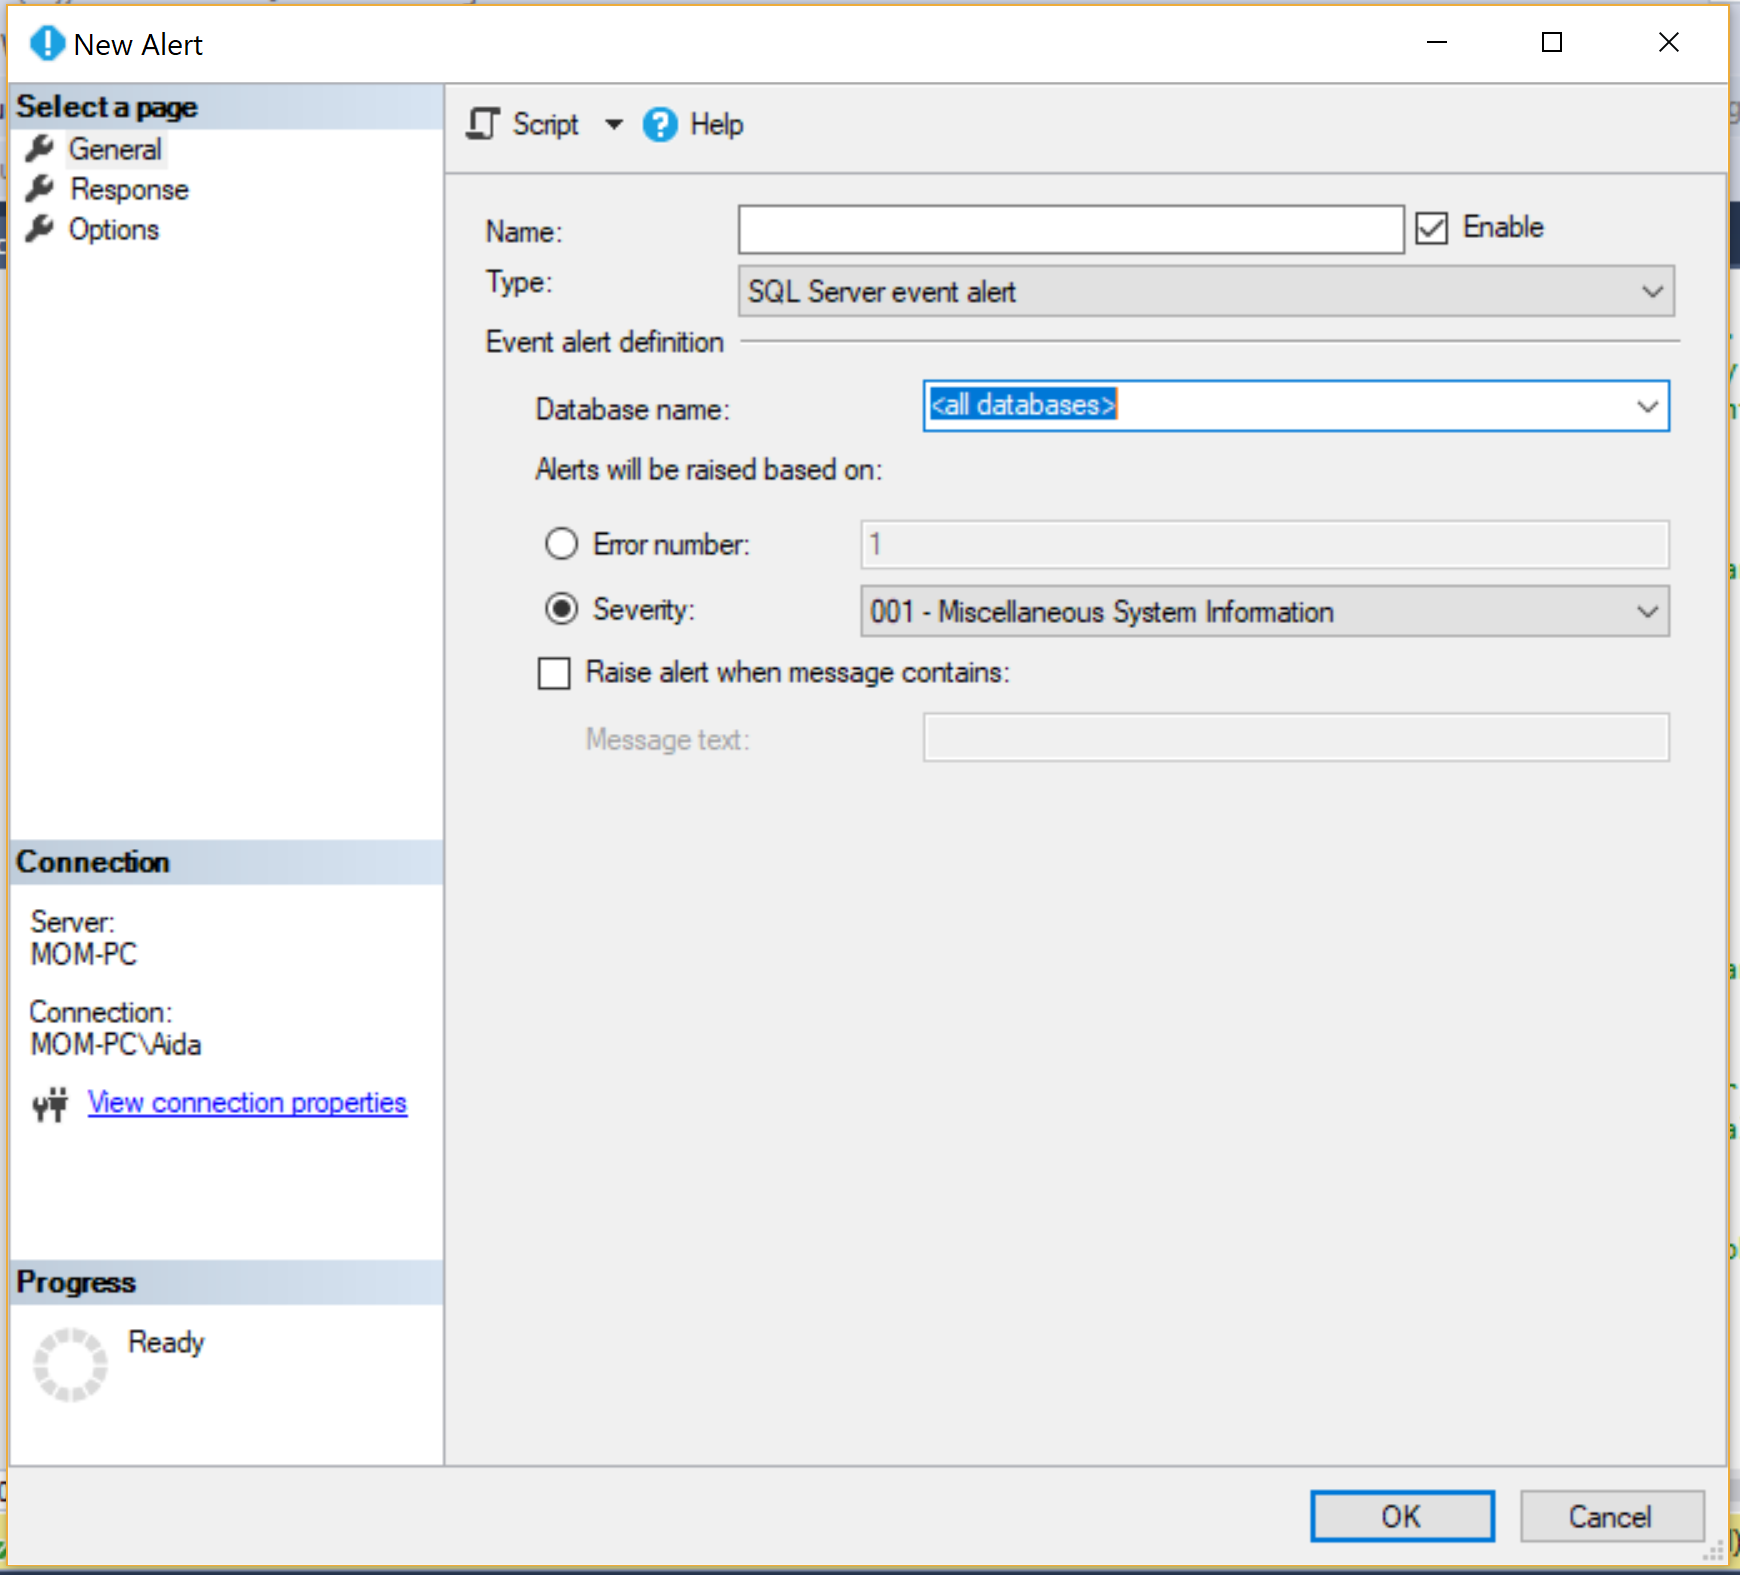 New Alert
Select a page
General
Response
Options
Script
Help
Name:
Enable
Type:
SQL Server event alert
Event alert definition
Database name:
<all databases>
Alerts will be raised based on:
Error number:
1
Severity:
001 - Miscellaneous System Information
Raise alert when message contains:
Message text:
Connection
Server:
MOM-PC
Connection:
MOM-PC\Aida
View connection properties
Progress
Ready
OK
Cancel